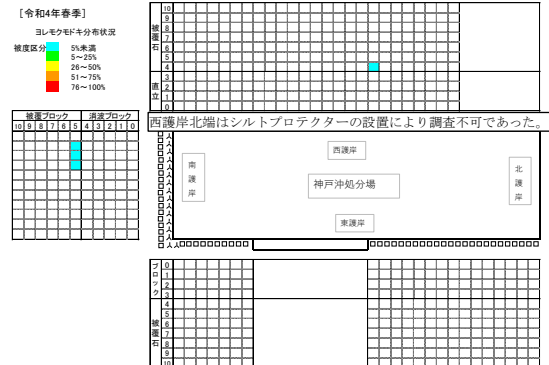 [令和4年春季]
ヨレモクモドキ分布状況
被度区分
5%未満
5～25%
26～50%
51～75%
76～100%
被覆石
直立
10
9
8
7
6
5
4
3
2
1
0
被覆ブロック 消波ブロック
10 9 8 7 6 5 4 3 2 1 0
西護岸北端はシルトプロテクターの設置により調査不可であった。
西護岸
南護岸
神戸沖処分場
北護岸
東護岸
ブロック
被覆石
0
1
2
3
4
5
6
7
8
9
10